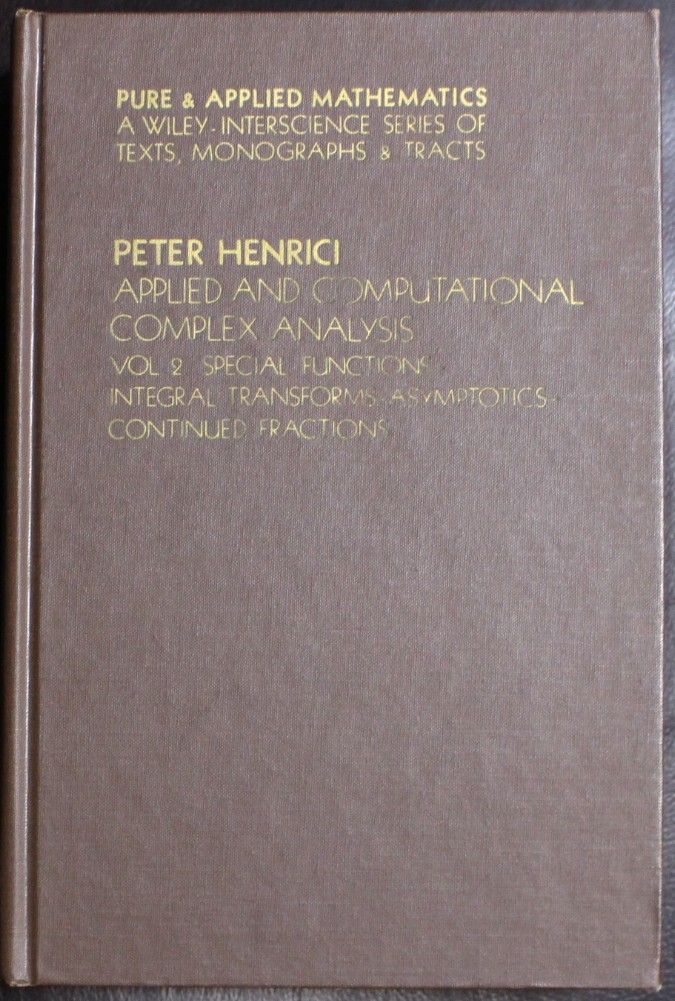 PURE & APPLIED MATHEMATICS
A WILEY-INTERSCIENCE SERIES OF
TEXTS, MONOGRAPHS & TRACTS
PETER HENRICI
APPLIED AND COMPUTATIONAL
COMPLEX ANALYSIS
VOL 2 SPECIAL FUNCTIONS
INTEGRAL TRANSFORMS-ASYMPTOTICS-
CONTINUED FRACTIONS